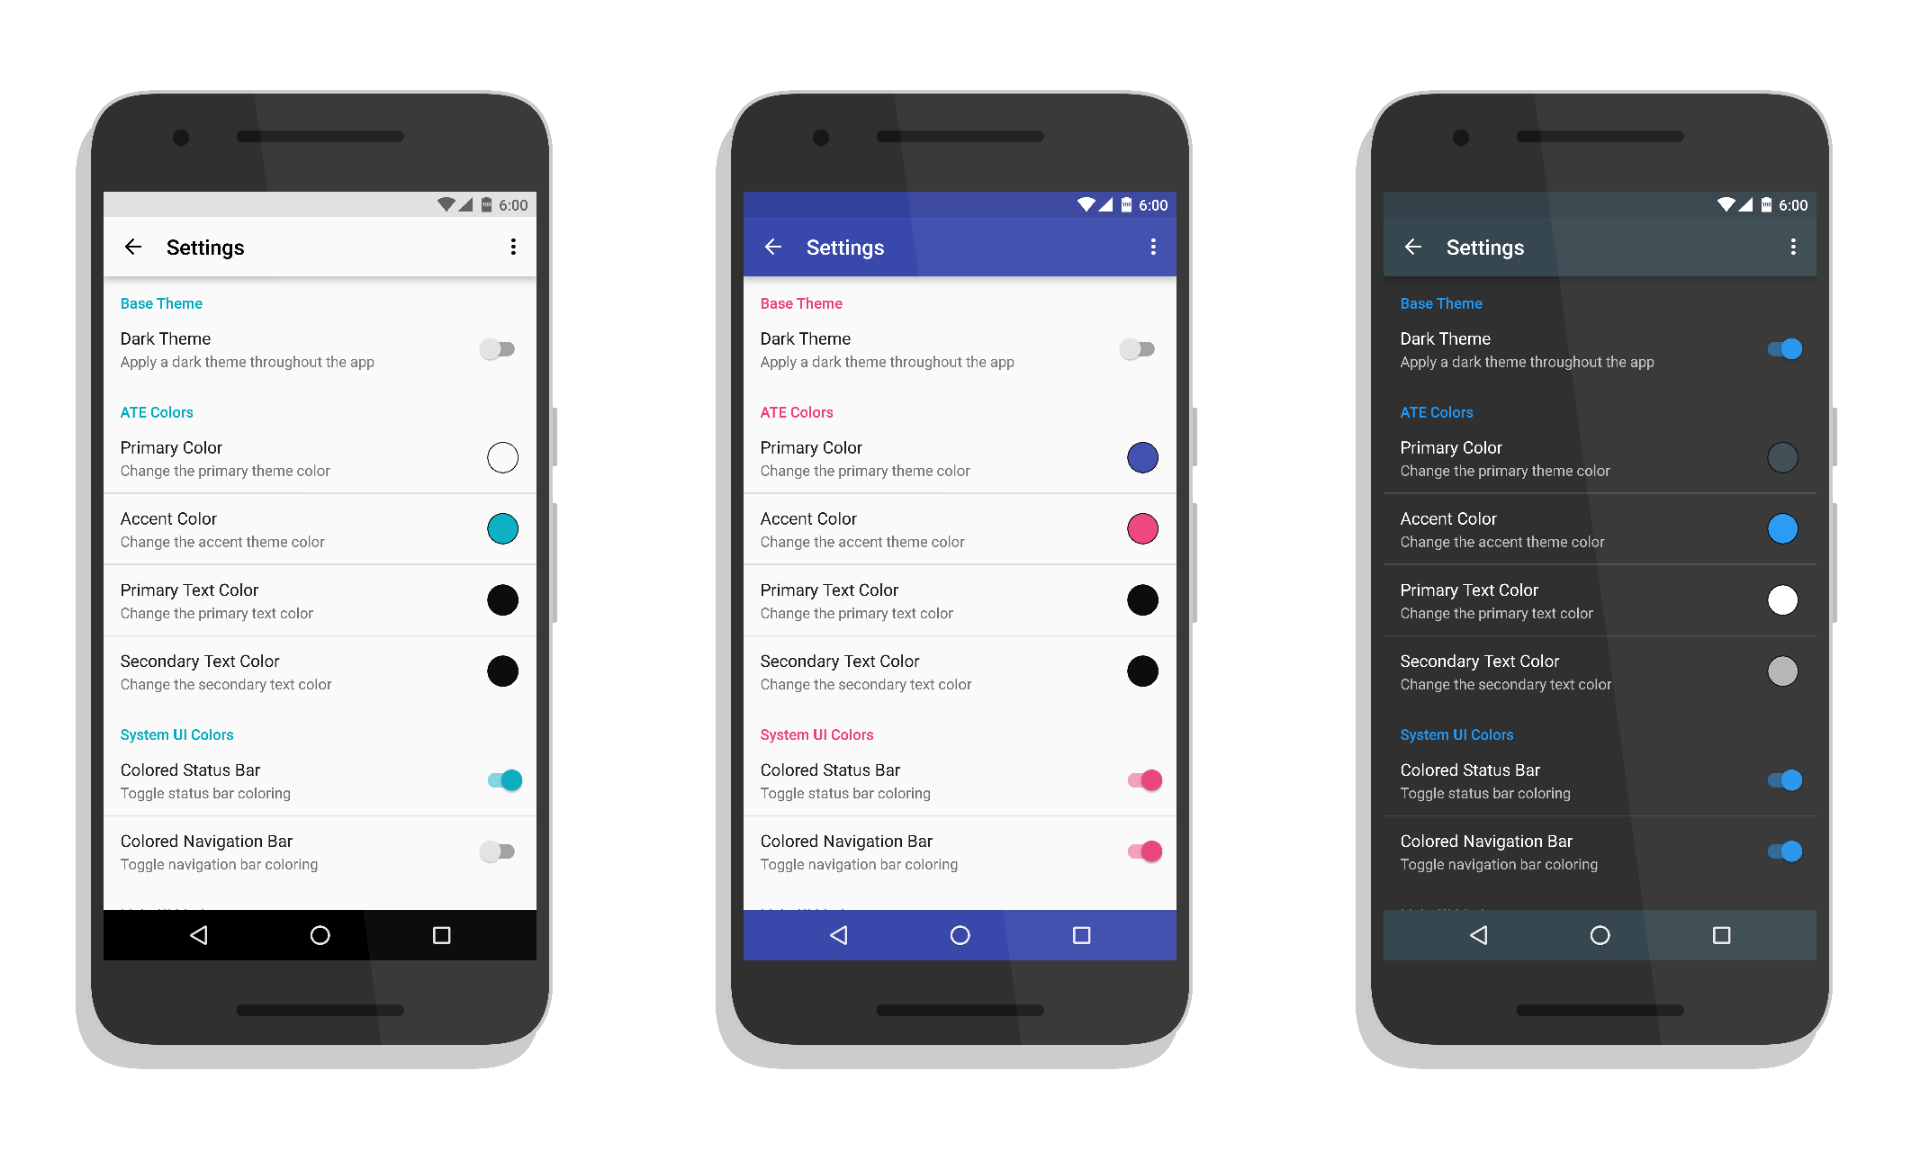 6:00
Settings
Base Theme
Dark Theme
Apply a dark theme throughout the app
ATE Colors
Primary Color
Change the primary theme color
Accent Color
Change the accent theme color
Primary Text Color
Change the primary text color
Secondary Text Color
Change the secondary text color
System UI Colors
Colored Status Bar
Toggle status bar coloring
Colored Navigation Bar
Toggle navigation bar coloring
6:00
Settings
Base Theme
Dark Theme
Apply a dark theme throughout the app
ATE Colors
Primary Color
Change the primary theme color
Accent Color
Change the accent theme color
Primary Text Color
Change the primary text color
Secondary Text Color
Change the secondary text color
System UI Colors
Colored Status Bar
Toggle status bar coloring
Colored Navigation Bar
Toggle navigation bar coloring
6:00
Settings
Base Theme
Dark Theme
Apply a dark theme throughout the app
ATE Colors
Primary Color
Change the primary theme color
Accent Color
Change the accent theme color
Primary Text Color
Change the primary text color
Secondary Text Color
Change the secondary text color
System UI Colors
Colored Status Bar
Toggle status bar coloring
Colored Navigation Bar
Toggle navigation bar coloring